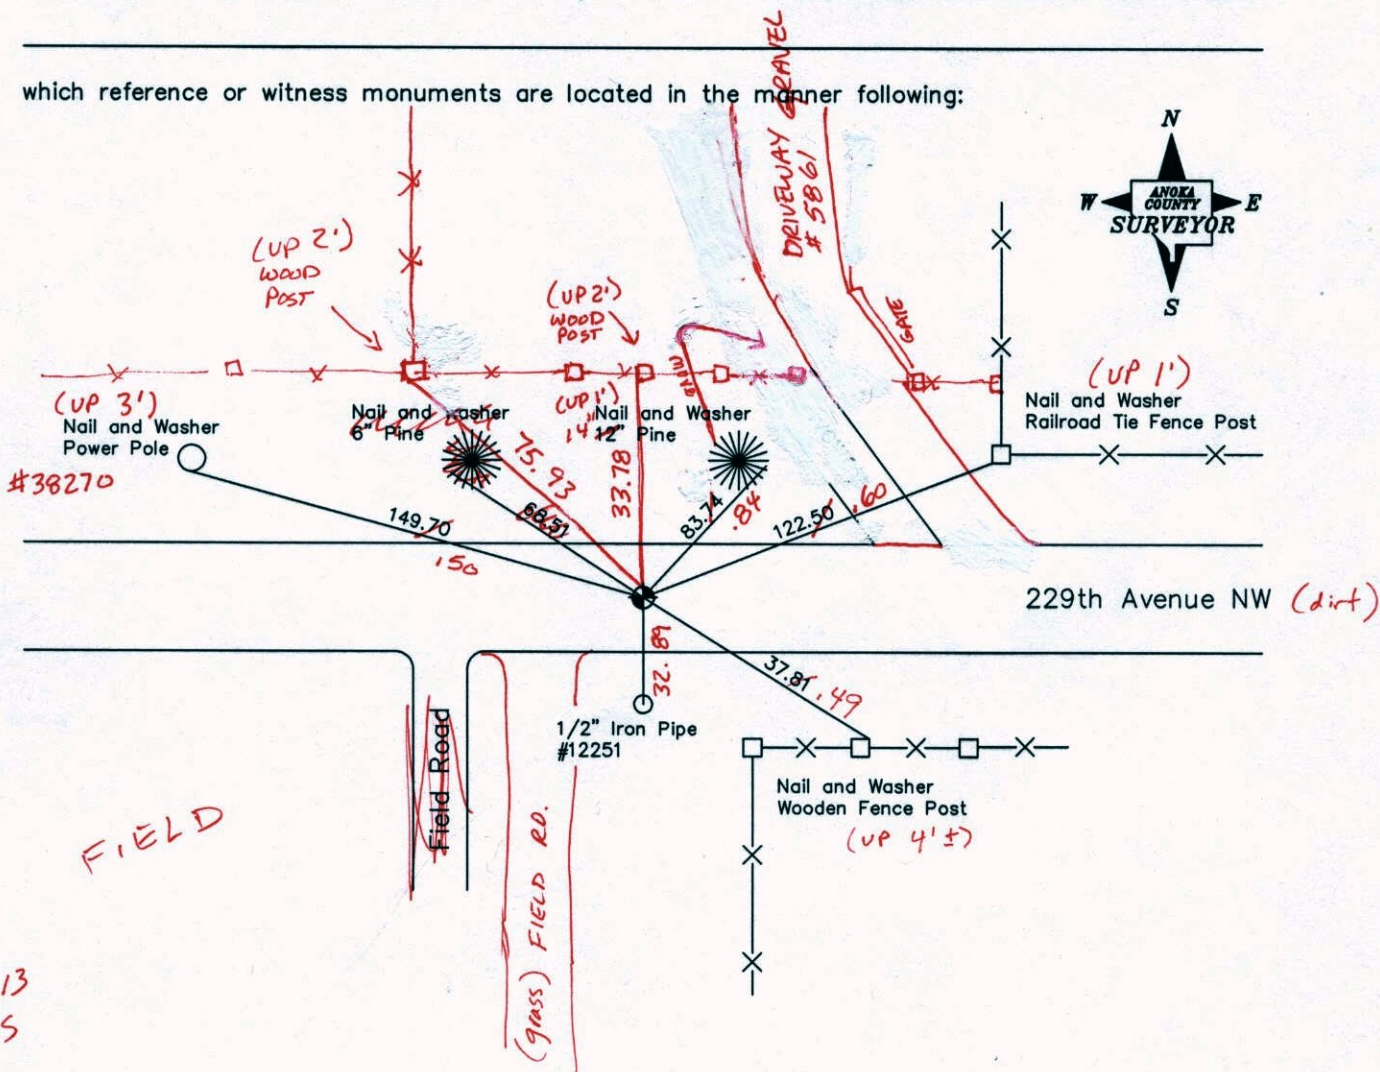 which reference or witness monuments are located in the manner following:
DRIVEWAY GRAVEL
# 5861
N
W
ANOKA
COUNTY
E
SURVEYOR
S
(UP 2')
WOOD
POST
(UP 2')
WOOD
POST
GATE
(UP 1')
Nail and Washer
Railroad Tie Fence Post
(UP 3')
Nail and Washer
Power Pole
#38270
Nail and Washer
6" Pine
(UP 1')
14"
Nail and Washer
12" Pine
75.93
33.78
68.51
83.74
.84
122.50
.60
149.70
.50
229th Avenue NW (dirt)
32.89
37.81
.49
1/2" Iron Pipe
#12251
Field Road
Nail and Washer
Wooden Fence Post
(UP 4' ±)
FIELD
(grass) FIELD RD.
13
S